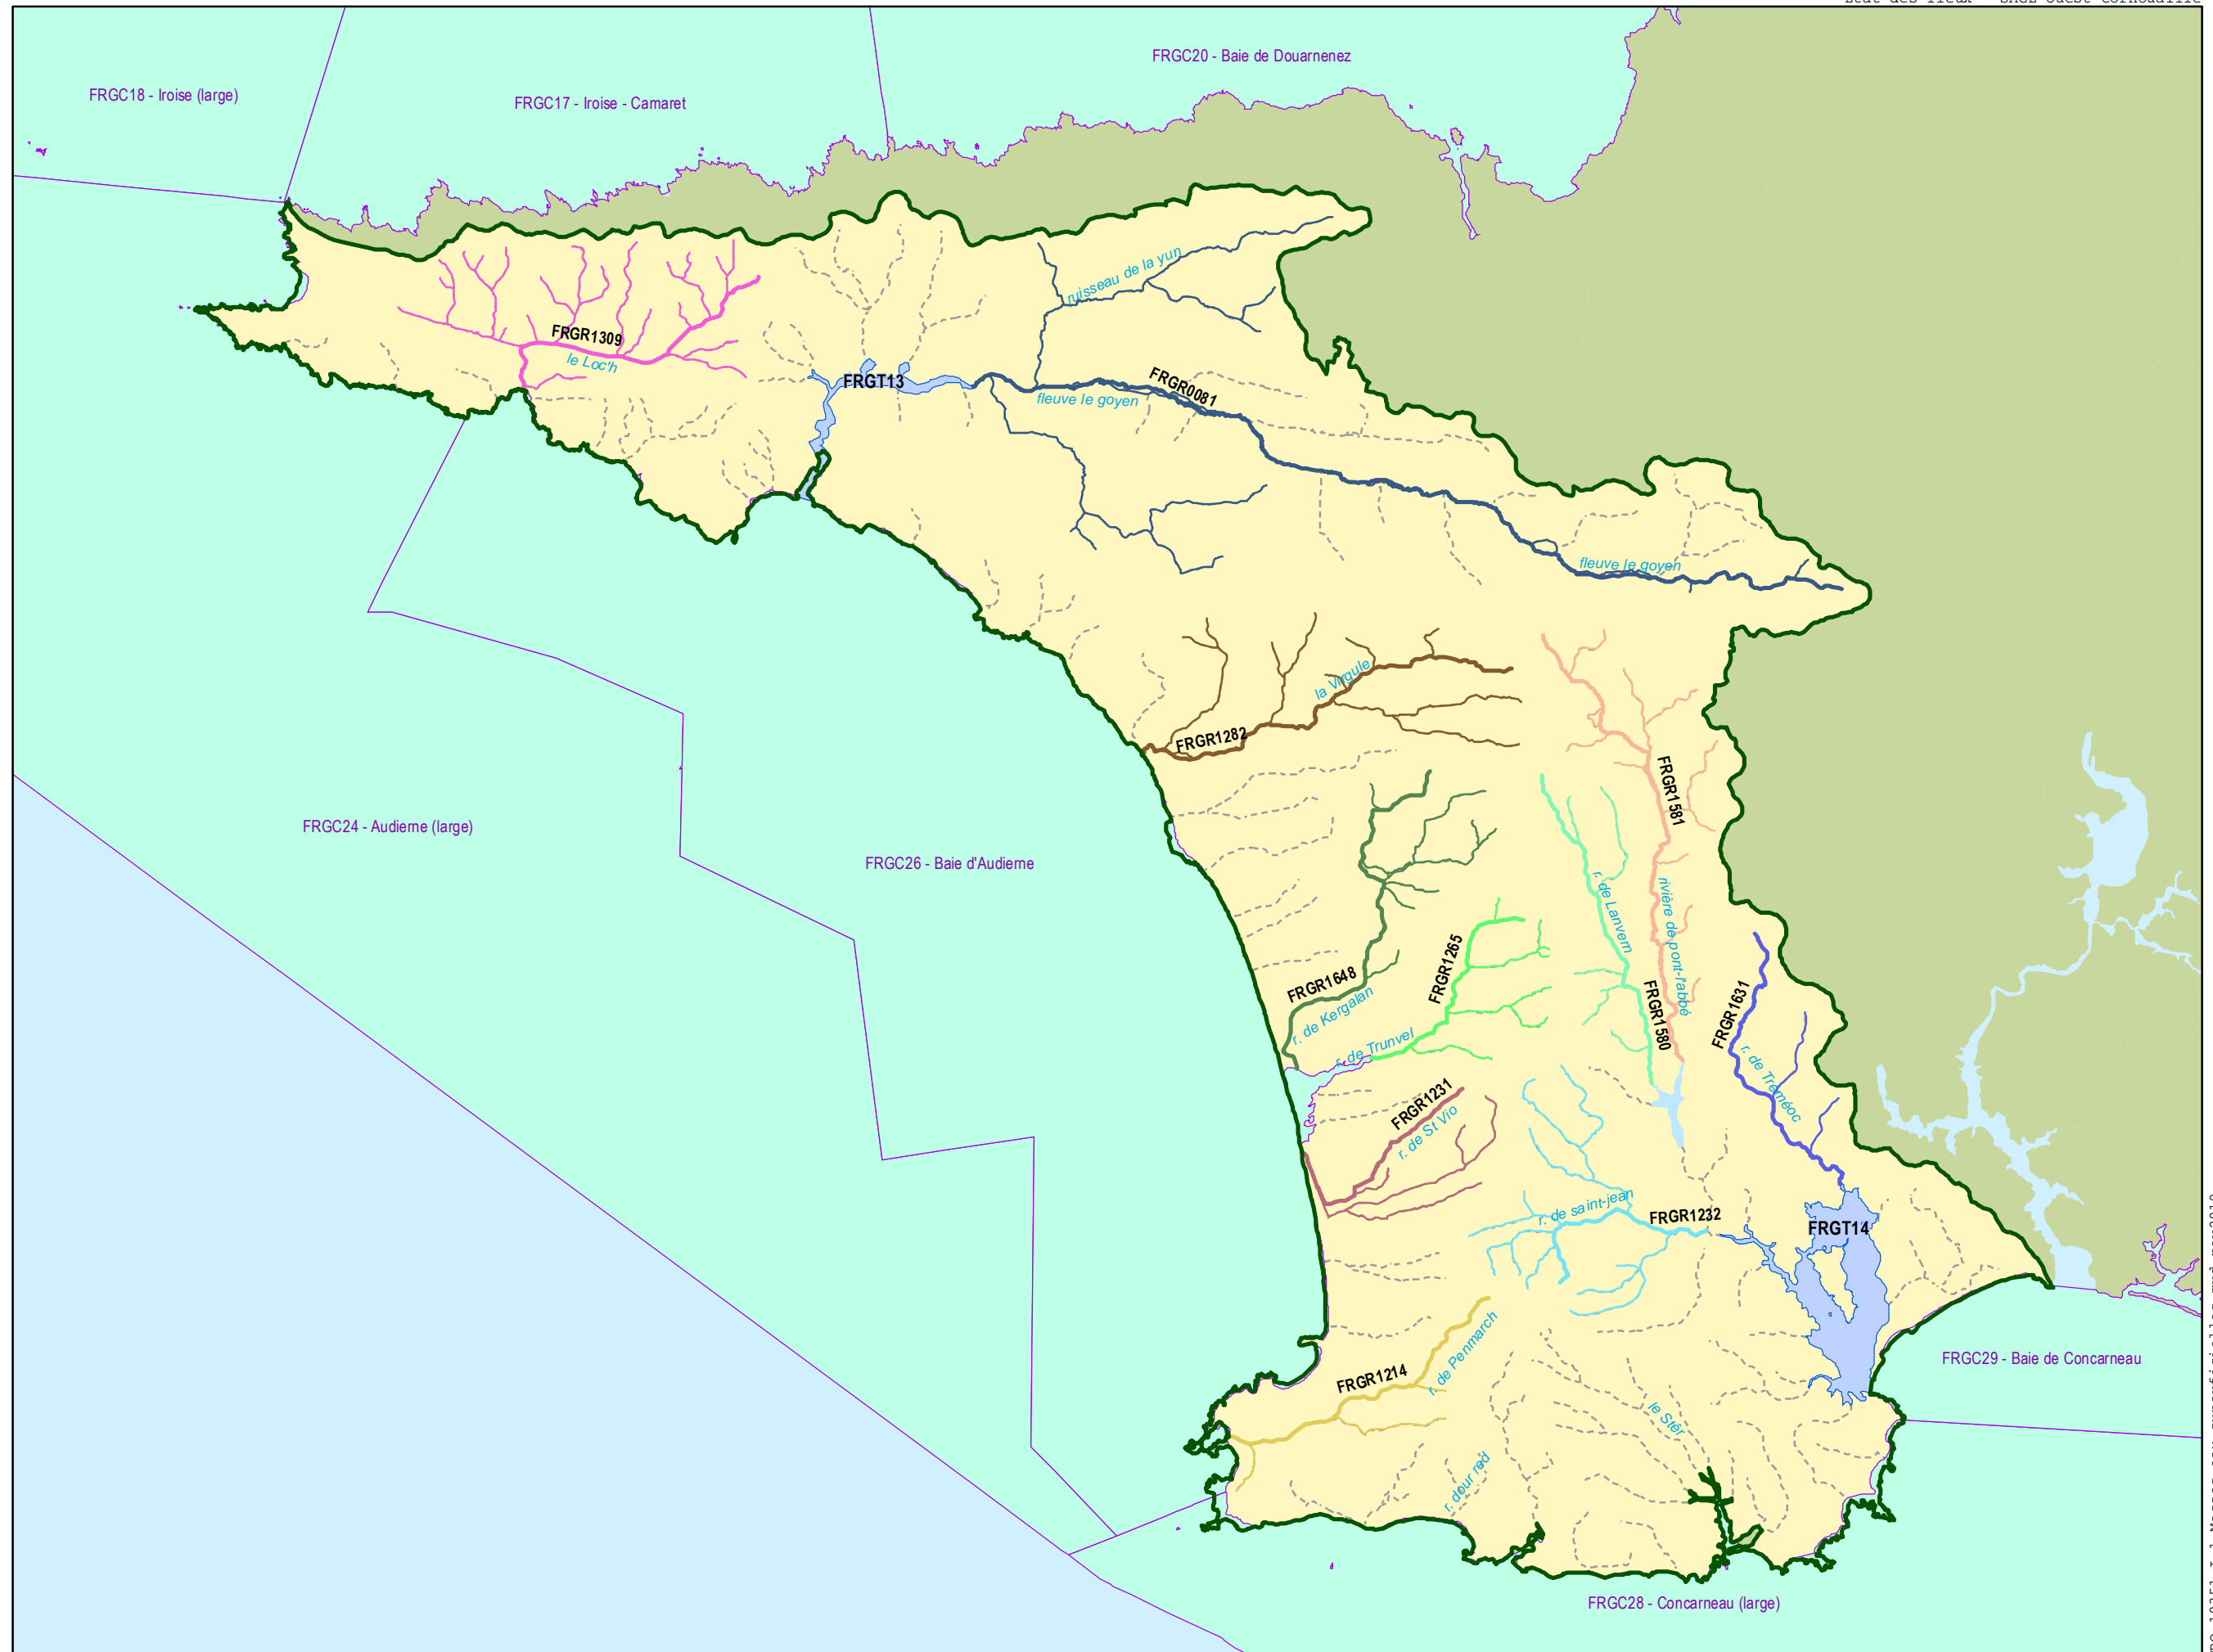 FRGC20 - Baie de Douarnenez
FRGC18 - Iroise (large)
FRGC17 - Iroise - Camaret
ruisseau de la yun
FRGR1309
le Loc'h
FRGT13
FRGR0081
fleuve le goyen
fleuve le goyen
la Virgule
FRGR1282
FRGR1581
FRGC24 - Audierne (large)
FRGC26 - Baie d'Audierne
r. de Lanvern
rivière de pont-l'abbé
FRGR1265
FRGR1648
r. de Kergalan
FRGR1580
FRGR1631
r. de Trunvel
r. de Treméoc
FRGR1231
r. de St Vio
r. de saint-jean
FRGR1232
FRGT14
r. de Penmarch
FRGC29 - Baie de Concarneau
FRGR1214
le Stêr
r. dour red
FRGC28 - Concarneau (large)